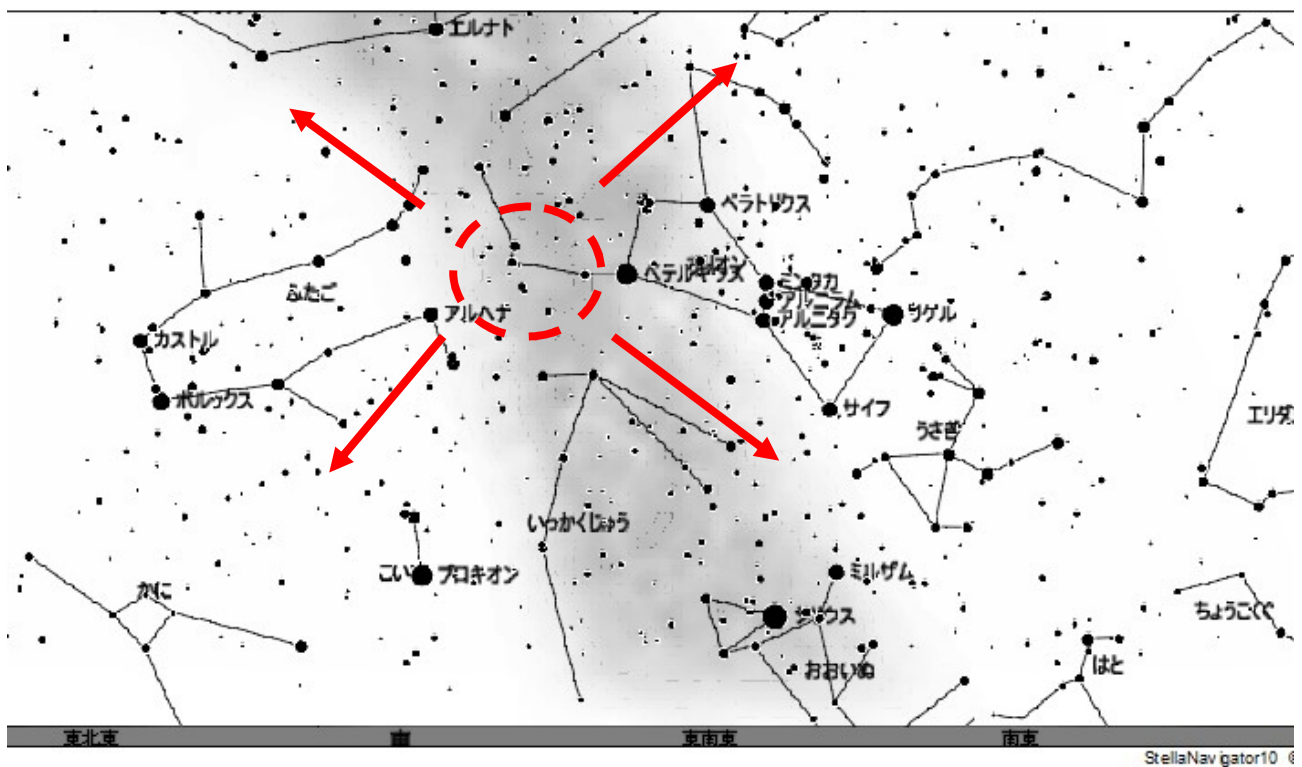 エルナト
ベラトリクス
ベテルギウス
ミンタカ
ふたご
アルニラム
アルヘナ
アルニタク
リゲル
カストル
ポルックス
サイフ
エリダ
うさぎ
いっかくじゅう
プロキオン
こい
ミルザム
かに
ちょうこくぐ
シリウス
おおいぬ
はと
東北東
東南東
南東
StellaNavigator10 ©